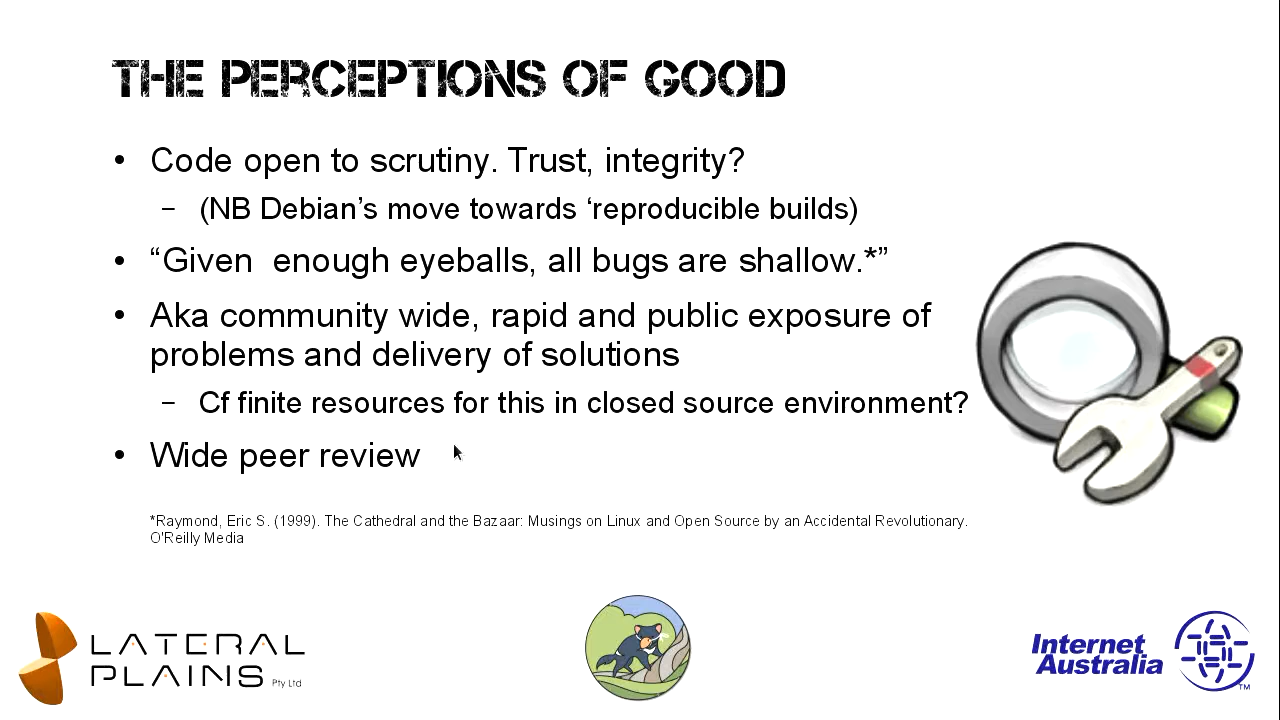 THE PERCEPTIONS OF GOOD
• Code open to scrutiny. Trust, integrity?
– (NB Debian’s move towards ‘reproducible builds)
• “Given  enough eyeballs, all bugs are shallow.*”
• Aka community wide, rapid and public exposure of
problems and delivery of solutions
– Cf finite resources for this in closed source environment?
• Wide peer review
*Raymond, Eric S. (1999). The Cathedral and the Bazaar: Musings on Linux and Open Source by an Accidental Revolutionary.
O'Reilly Media
LATERAL
PLAINS Pty Ltd
Internet
Australia
TM